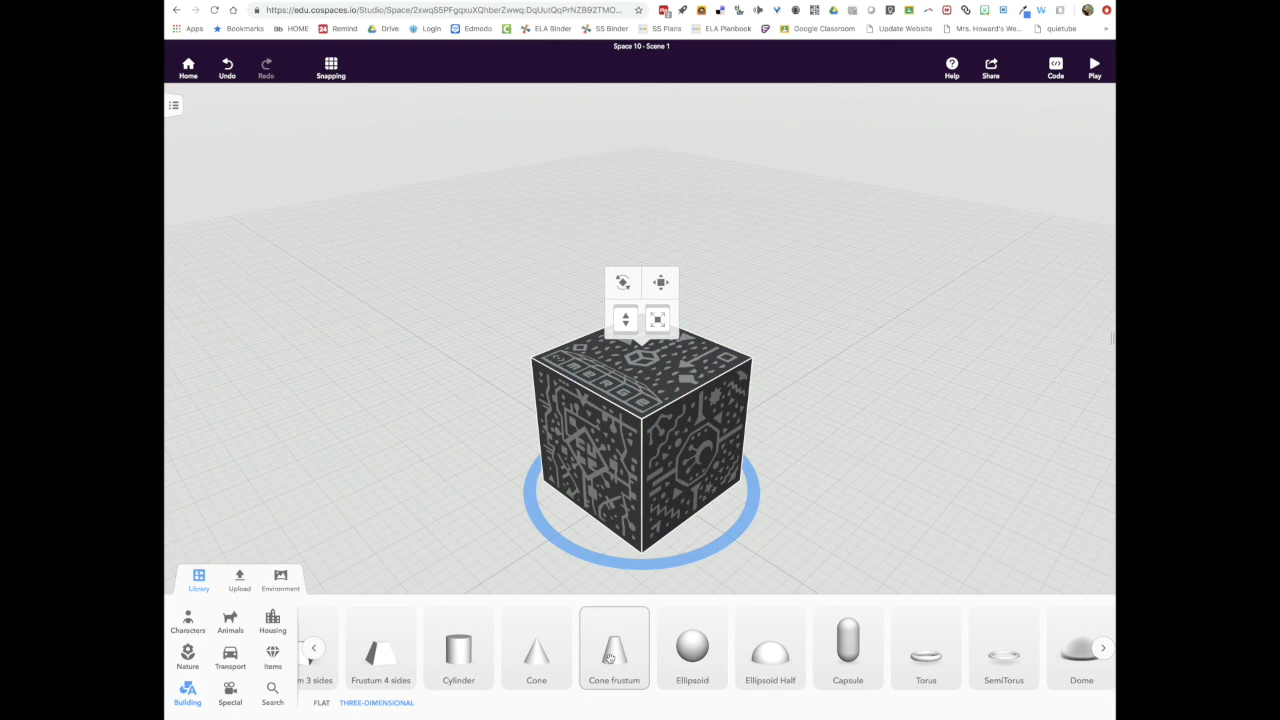 https://edu.cospaces.io/Studio/Space/2xwqS5PFgqxuXQhberZwwq:DqUutQqPrNZB92TMO...
Apps Bookmarks Bb HOME 24 Remind Drive Login Edmodo ELA Binder SS Binder SS Plans ELA Planbook Google Classroom Update Website Mrs. Howard's We... quietube »
Space 10 - Scene 1
Home Undo Redo Snapping Help Share Code Play
MERGE
Library Upload Environment
Characters Animals Housing
Nature Transport Items
Building Special Search
m 3 sides Frustum 4 sides Cylinder Cone Cone frustum Ellipsoid Ellipsoid Half Capsule Torus SemiTorus Dome
FLAT THREE-DIMENSIONAL